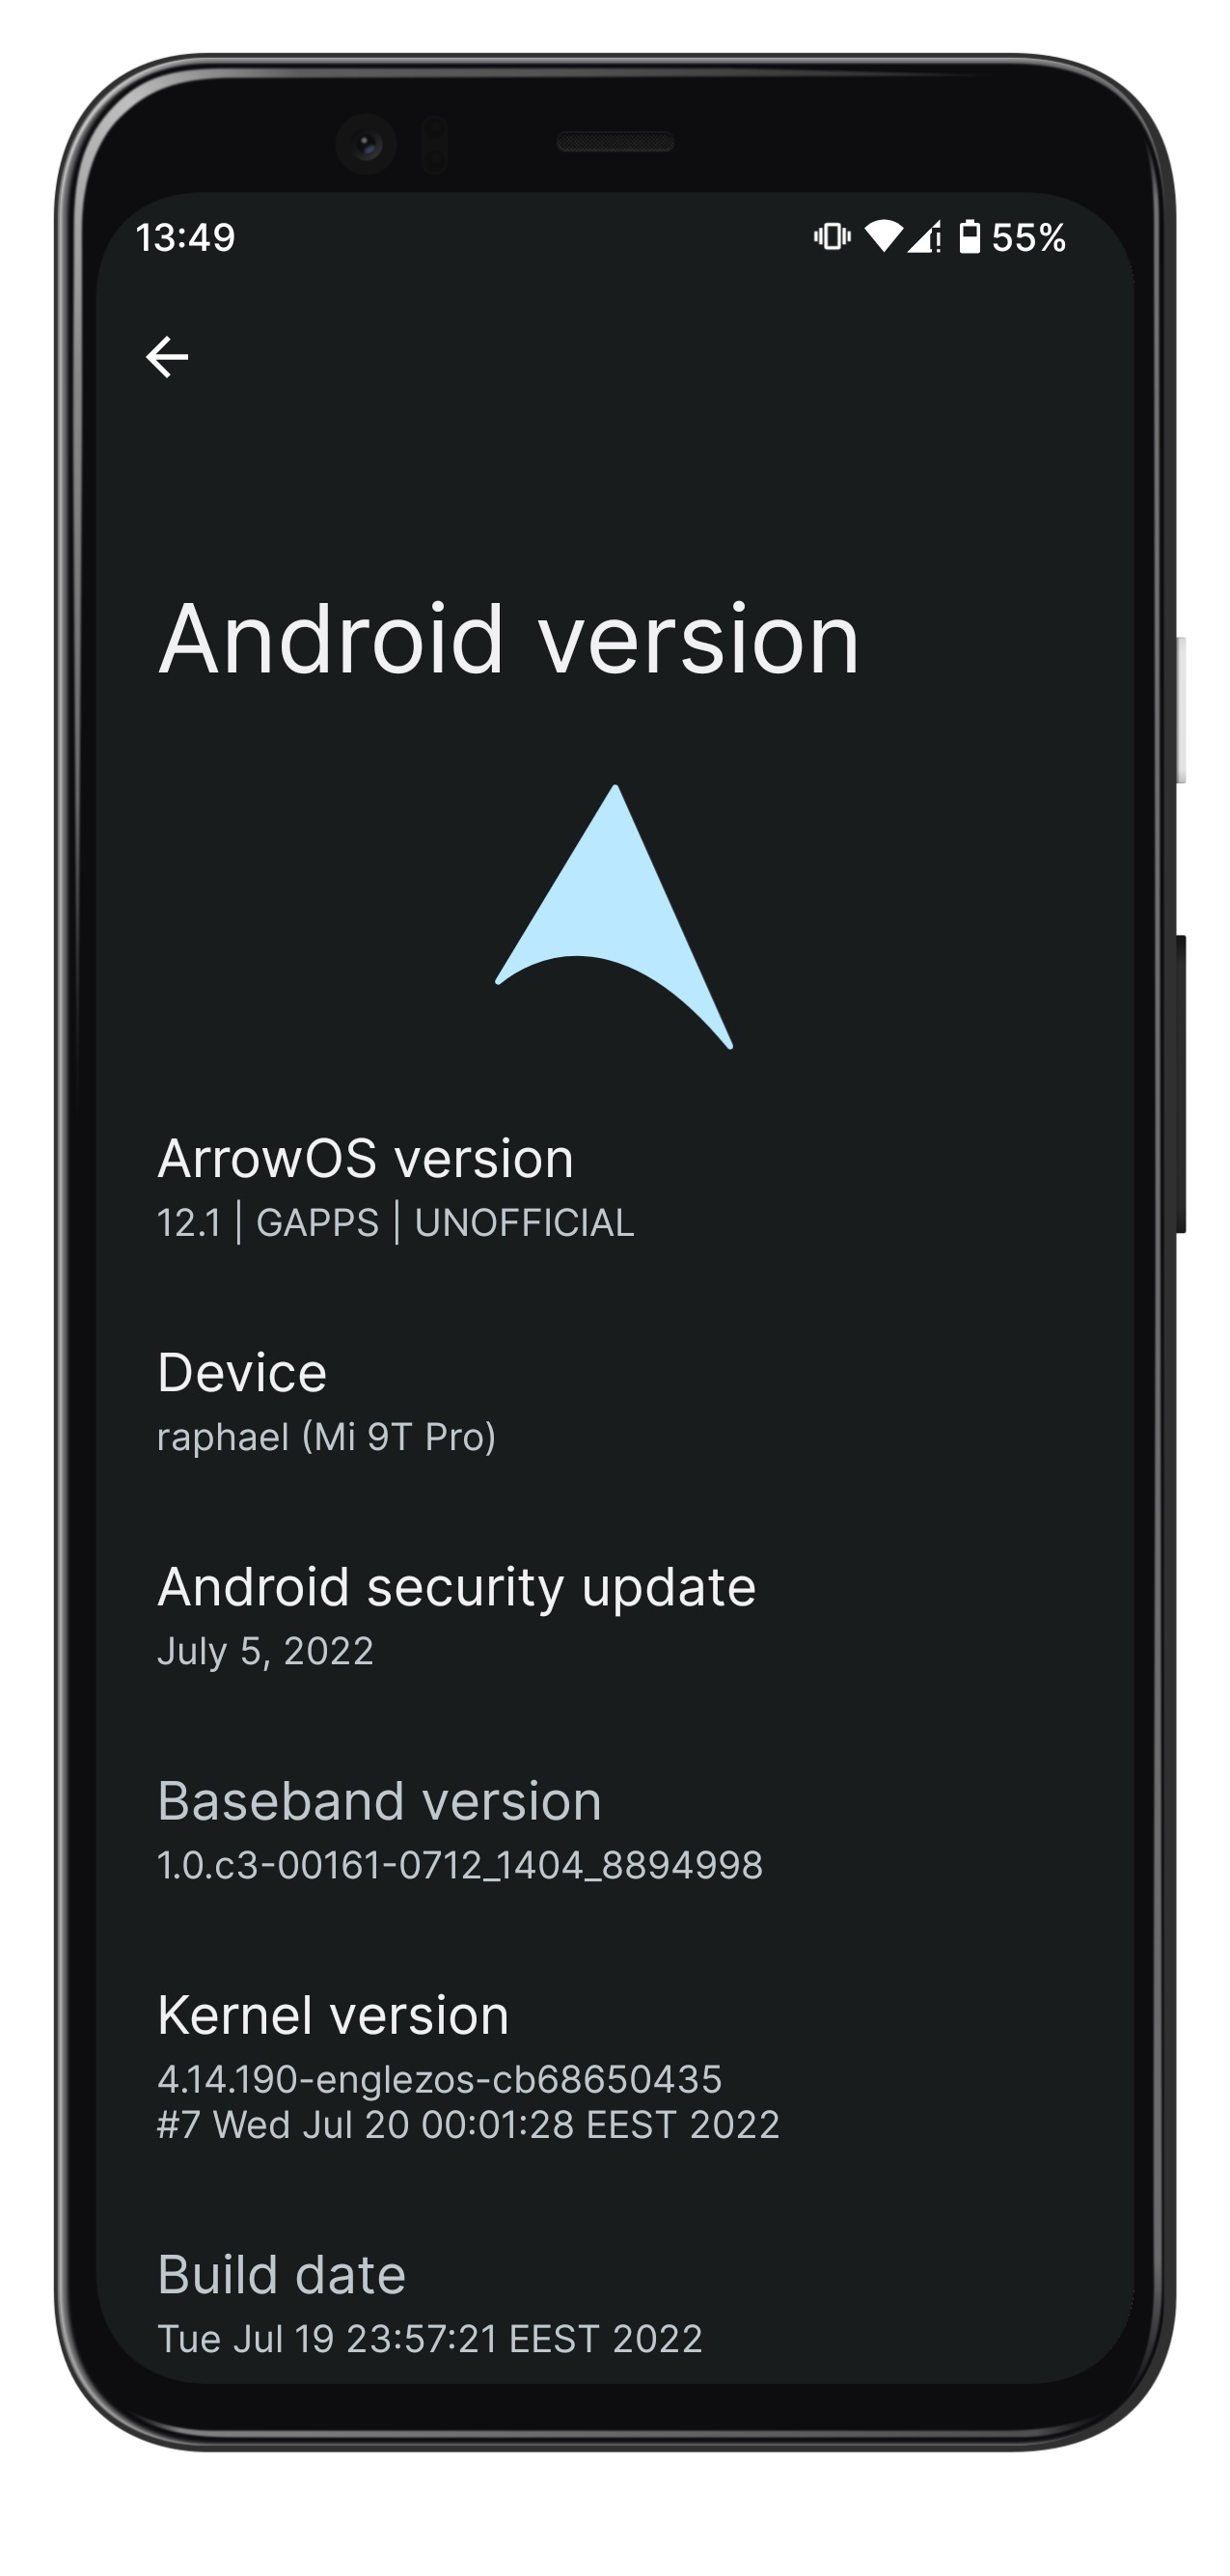 13:49
55%
Android version
ArrowOS version
12.1 | GAPPS | UNOFFICIAL
Device
raphael (Mi 9T Pro)
Android security update
July 5, 2022
Baseband version
1.0.c3-00161-0712_1404_8894998
Kernel version
4.14.190-englezos-cb68650435
#7 Wed Jul 20 00:01:28 EEST 2022
Build date
Tue Jul 19 23:57:21 EEST 2022